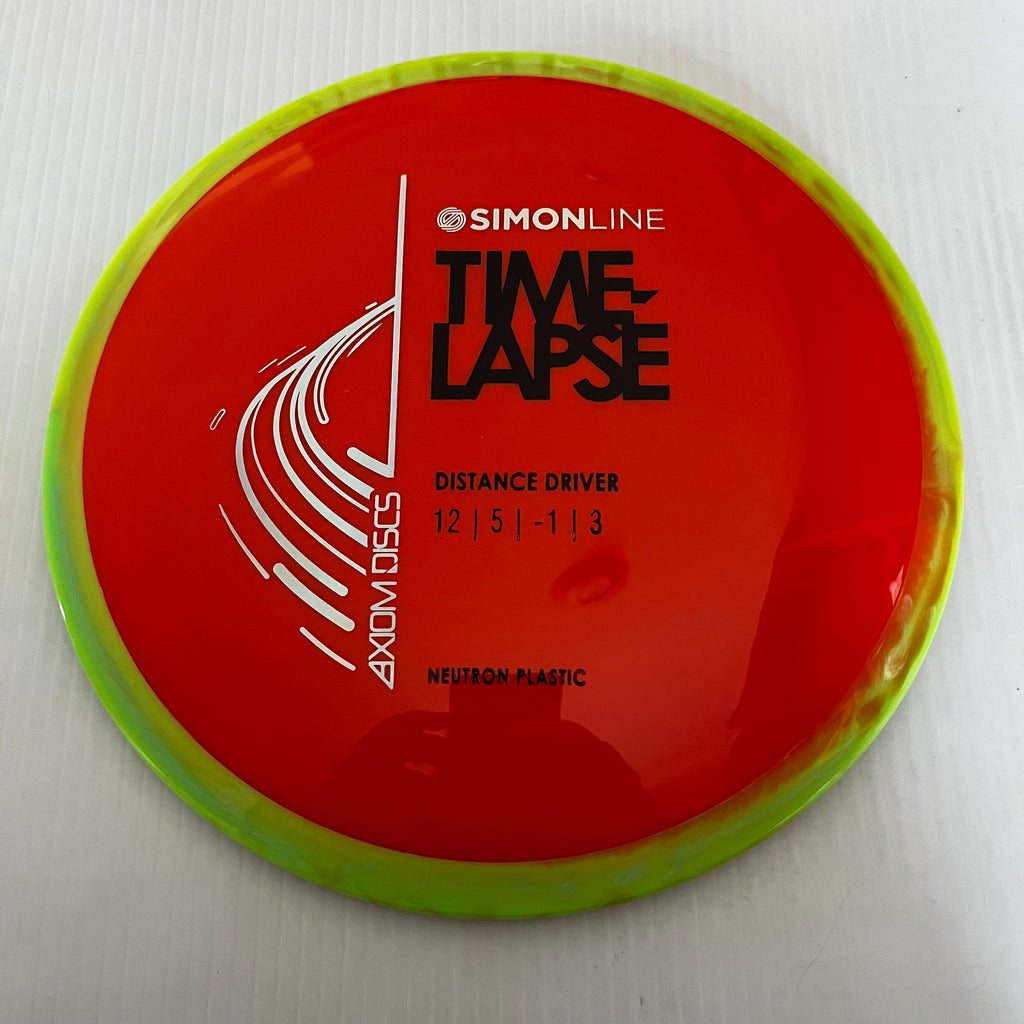 SIMONLINE
TIME-
LAPSE
DISTANCE DRIVER
12 | 5 | -1 | 3
NEUTRON PLASTIC
AXIOM DISCS